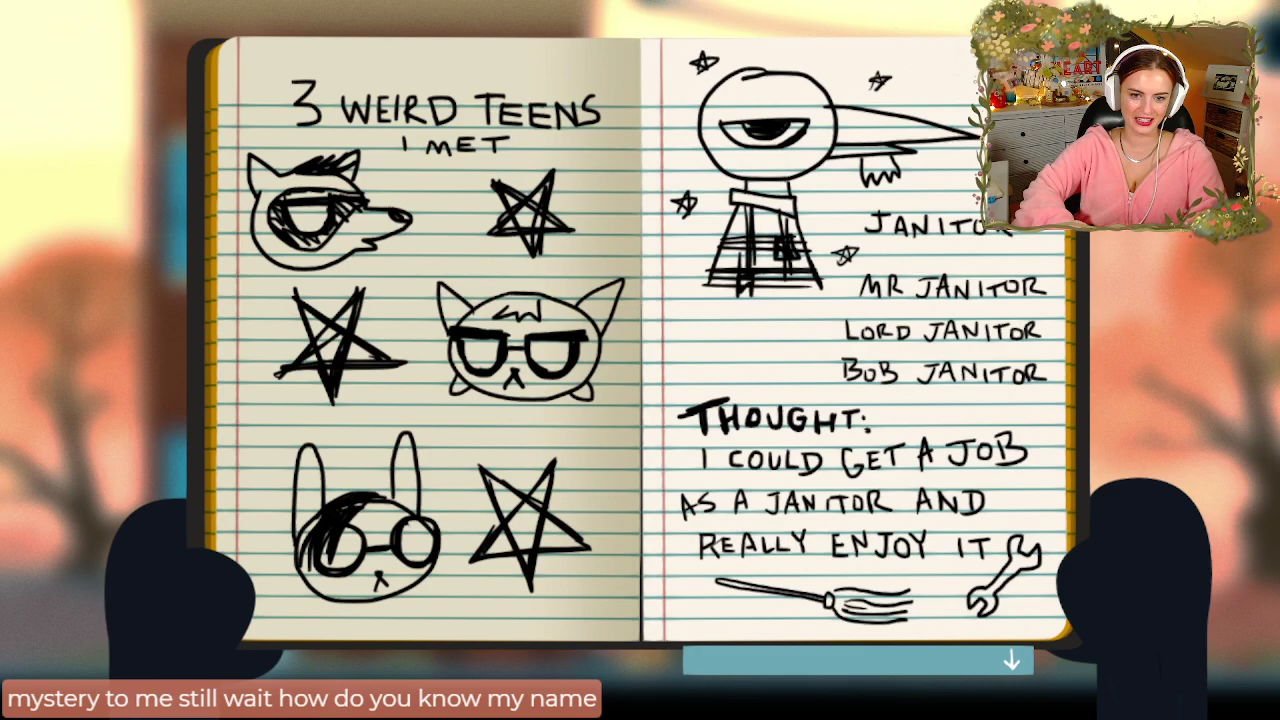 3 WEIRD TEENS
I MET
JANITOR
MR JANITOR
LORD JANITOR
BOB JANITOR
THOUGHT:
I COULD GET A JOB
AS A JANITOR AND
REALLY ENJOY IT
HEART
mystery to me still wait how do you know my name